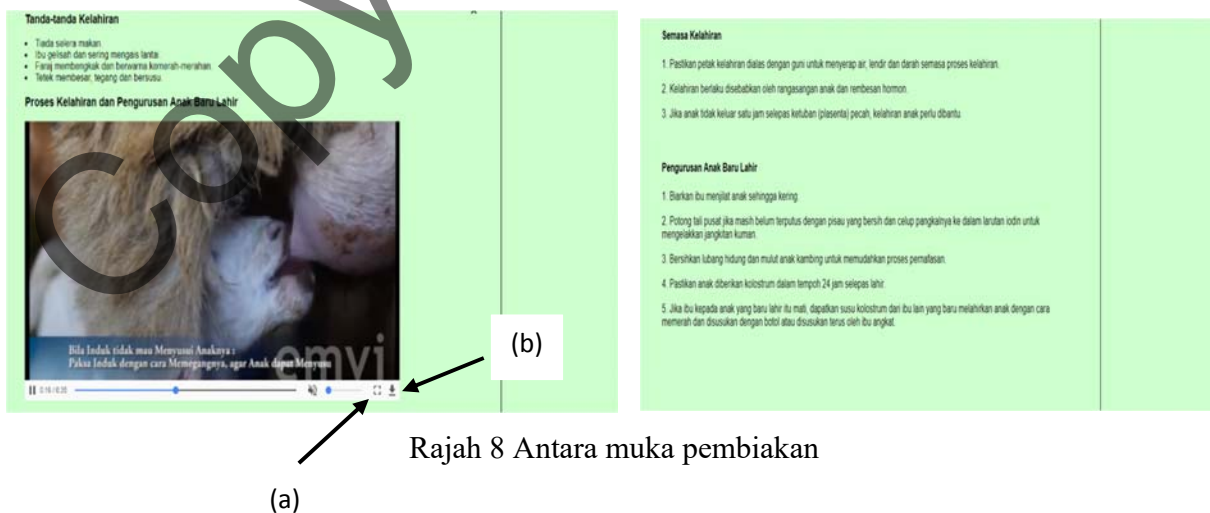 Tanda-tanda Kelahiran
Tiada selera makan.
Ibu gelisah dan sering mengais lantai.
Faraj membengkak dan berwarna kemerah-merahan.
Tetek membesar, tegang dan bersusu.
Proses Kelahiran dan Pengurusan Anak Baru Lahir
Bila Induk tidak mau Menyusui Anaknya :
Paksa Induk dengan cara Memegangnya, agar Anak dapat Menyusu
emvi
0:16 / 0:35
(b)
(a)
Semasa Kelahiran
1. Pastikan petak kelahiran dialas dengan guni untuk menyerap air, lendir dan darah semasa proses kelahiran.
2. Kelahiran berlaku disebabkan oleh rangasangan anak dan rembesan hormon.
3. Jika anak tidak keluar satu jam selepas ketuban (plasenta) pecah, kelahiran anak perlu dibantu.
Pengurusan Anak Baru Lahir
1. Biarkan ibu menjilat anak sehingga kering.
2. Potong tali pusat jika masih belum terputus dengan pisau yang bersih dan celup pangkalnya ke dalam larutan iodin untuk
mengelakkan jangkitan kuman.
3. Bersihkan lubang hidung dan mulut anak kambing untuk memudahkan proses pernafasan.
4. Pastikan anak diberikan kolostrum dalam tempoh 24 jam selepas lahir.
5. Jika ibu kepada anak yang baru lahir itu mati, dapatkan susu kolostrum dari ibu lain yang baru melahirkan anak dengan cara
memerah dan disusukan dengan botol atau disusukan terus oleh ibu angkat.
Rajah 8 Antara muka pembiakan
Copy